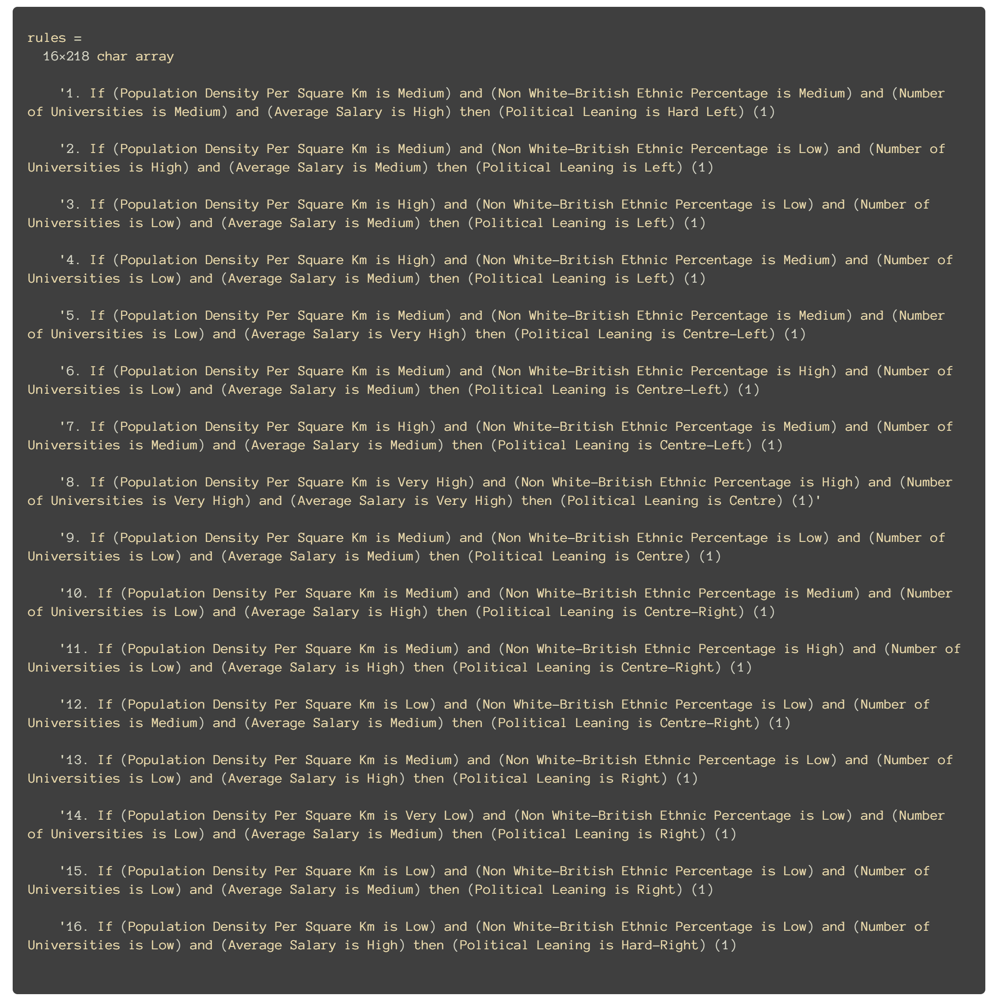 rules =
16×218 char array
'1. If (Population Density Per Square Km is Medium) and (Non White–British Ethnic Percentage is Medium) and (Number
of Universities is Medium) and (Average Salary is High) then (Political Leaning is Hard Left) (1)
'2. If (Population Density Per Square Km is Medium) and (Non White–British Ethnic Percentage is Low) and (Number of
Universities is High) and (Average Salary is Medium) then (Political Leaning is Left) (1)
'3. If (Population Density Per Square Km is High) and (Non White–British Ethnic Percentage is Low) and (Number of
Universities is Low) and (Average Salary is Medium) then (Political Leaning is Left) (1)
'4. If (Population Density Per Square Km is High) and (Non White–British Ethnic Percentage is Medium) and (Number of
Universities is Low) and (Average Salary is Medium) then (Political Leaning is Left) (1)
'5. If (Population Density Per Square Km is Medium) and (Non White–British Ethnic Percentage is Medium) and (Number
of Universities is Low) and (Average Salary is Very High) then (Political Leaning is Centre–Left) (1)
'6. If (Population Density Per Square Km is Medium) and (Non White–British Ethnic Percentage is High) and (Number of
Universities is Low) and (Average Salary is Medium) then (Political Leaning is Centre–Left) (1)
'7. If (Population Density Per Square Km is High) and (Non White–British Ethnic Percentage is Medium) and (Number of
Universities is Medium) and (Average Salary is Medium) then (Political Leaning is Centre–Left) (1)
'8. If (Population Density Per Square Km is Very High) and (Non White–British Ethnic Percentage is High) and (Number
of Universities is Very High) and (Average Salary is Very High) then (Political Leaning is Centre) (1)'
'9. If (Population Density Per Square Km is Medium) and (Non White–British Ethnic Percentage is Low) and (Number of
Universities is Low) and (Average Salary is Medium) then (Political Leaning is Centre) (1)
'10. If (Population Density Per Square Km is Medium) and (Non White–British Ethnic Percentage is Medium) and (Number
of Universities is Low) and (Average Salary is High) then (Political Leaning is Centre–Right) (1)
'11. If (Population Density Per Square Km is Medium) and (Non White–British Ethnic Percentage is High) and (Number of
Universities is Low) and (Average Salary is High) then (Political Leaning is Centre–Right) (1)
'12. If (Population Density Per Square Km is Low) and (Non White–British Ethnic Percentage is Low) and (Number of
Universities is Medium) and (Average Salary is Medium) then (Political Leaning is Centre–Right) (1)
'13. If (Population Density Per Square Km is Medium) and (Non White–British Ethnic Percentage is Low) and (Number of
Universities is Low) and (Average Salary is High) then (Political Leaning is Right) (1)
'14. If (Population Density Per Square Km is Very Low) and (Non White–British Ethnic Percentage is Low) and (Number
of Universities is Low) and (Average Salary is Medium) then (Political Leaning is Right) (1)
'15. If (Population Density Per Square Km is Low) and (Non White–British Ethnic Percentage is Low) and (Number of
Universities is Low) and (Average Salary is Medium) then (Political Leaning is Right) (1)
'16. If (Population Density Per Square Km is Low) and (Non White–British Ethnic Percentage is Low) and (Number of
Universities is Low) and (Average Salary is High) then (Political Leaning is Hard–Right) (1)